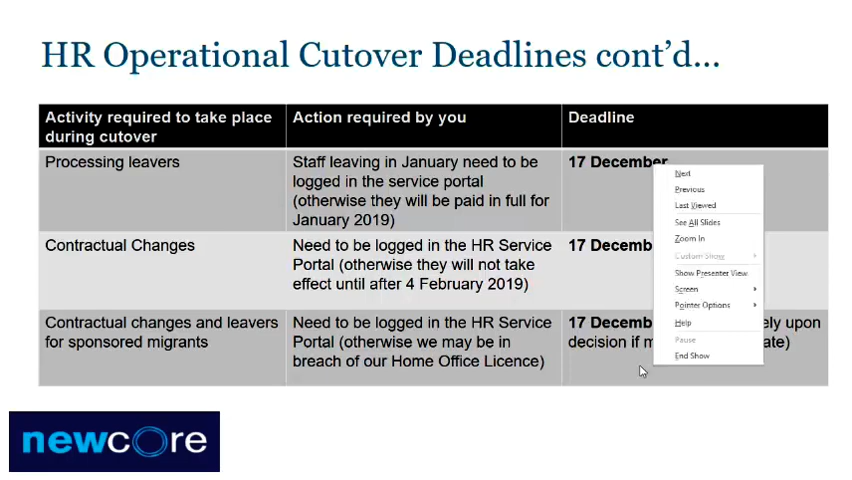 HR Operational Cutover Deadlines cont’d...
Activity required to take place
during cutover
Action required by you
Deadline
Processing leavers
Staff leaving in January need to be
logged in the service portal
(otherwise they will be paid in full for
January 2019)
17 December
Contractual Changes
Need to be logged in the HR Service
Portal (otherwise they will not take
effect until after 4 February 2019)
17 Decemb
Contractual changes and leavers
for sponsored migrants
Need to be logged in the HR Service
Portal (otherwise we may be in
breach of our Home Office Licence)
17 Decemb ely upon
decision if m ate)
Next
Previous
Last Viewed
See All Slides
Zoom In
Custom Show
Show Presenter View
Screen
Pointer Options
Help
Pause
End Show
newcore